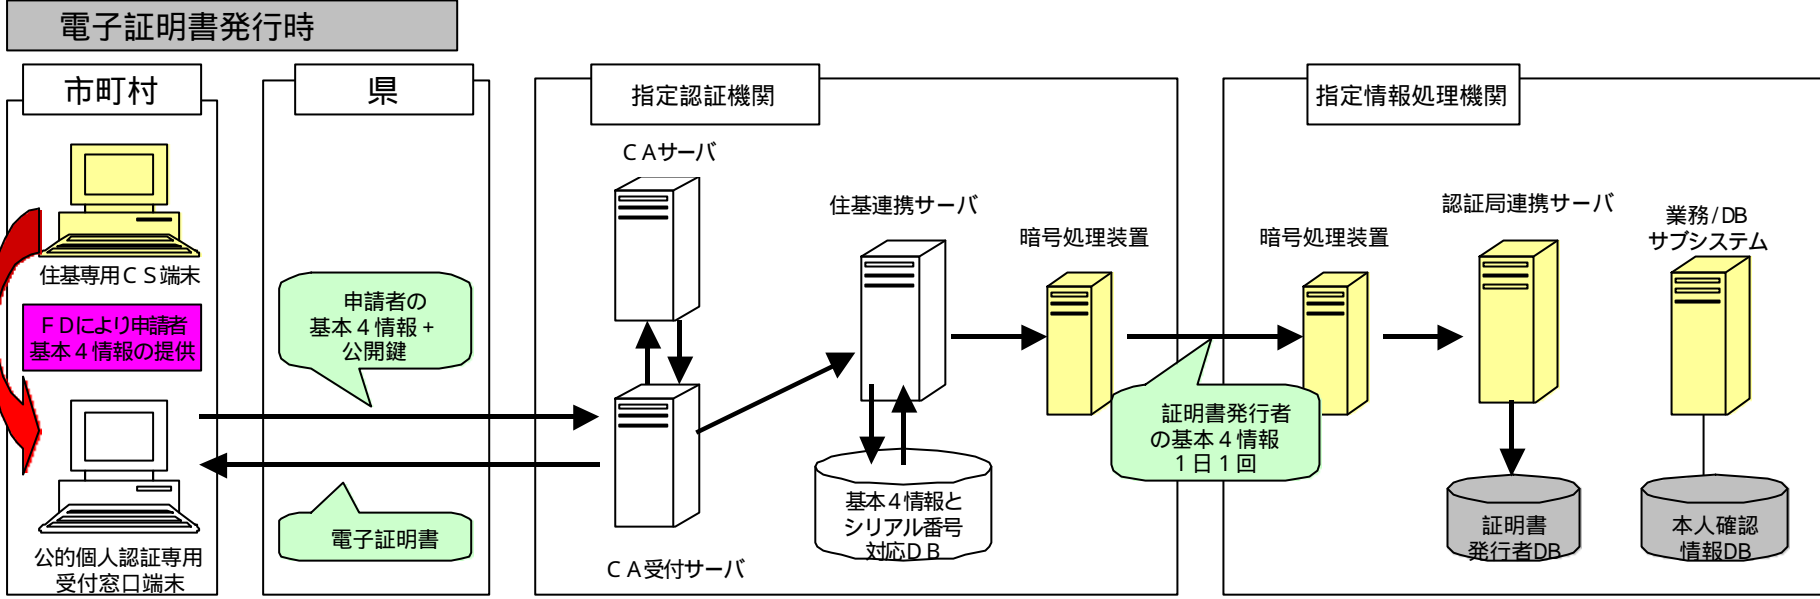 電子証明書発行時
市町村
住基専用CS端末
FDにより申請者
基本4情報の提供
公的個人認証専用
受付窓口端末
県
申請者の
基本4情報+
公開鍵
電子証明書
指定認証機関
CAサーバ
住基連携サーバ
暗号処理装置
基本4情報と
シリアル番号
対応DB
CA受付サーバ
証明書発行者
の基本4情報
1日1回
指定情報処理機関
暗号処理装置
認証局連携サーバ
業務/DB
サブシステム
証明書
発行者DB
本人確認
情報DB